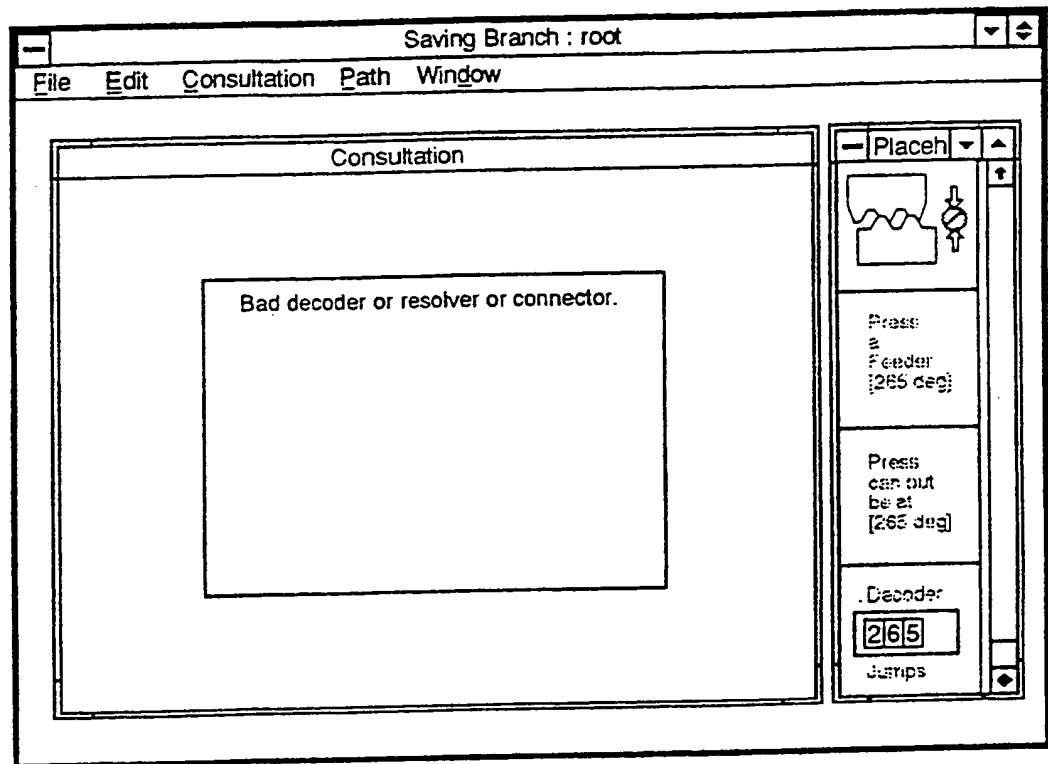 Saving Branch : root
File Edit Consultation Path Window
Consultation
Bad decoder or resolver or connector.
Placeh
Press
a
Feeder
[265 deg]
Press
can out
be at
[265 deg]
Decoder
265
Jumps